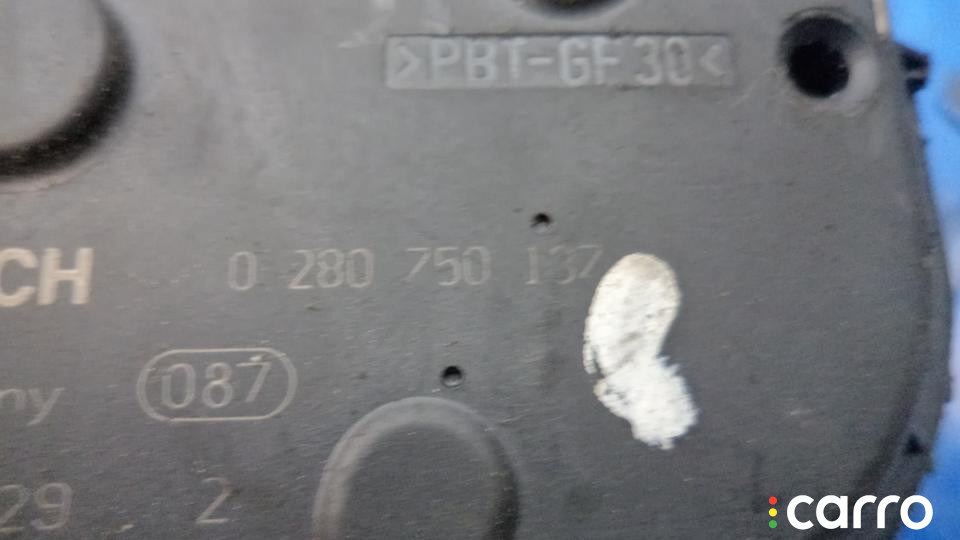 >PBT-GF30<
CH 0 280 750 137
ny 087
29 . 2
carro